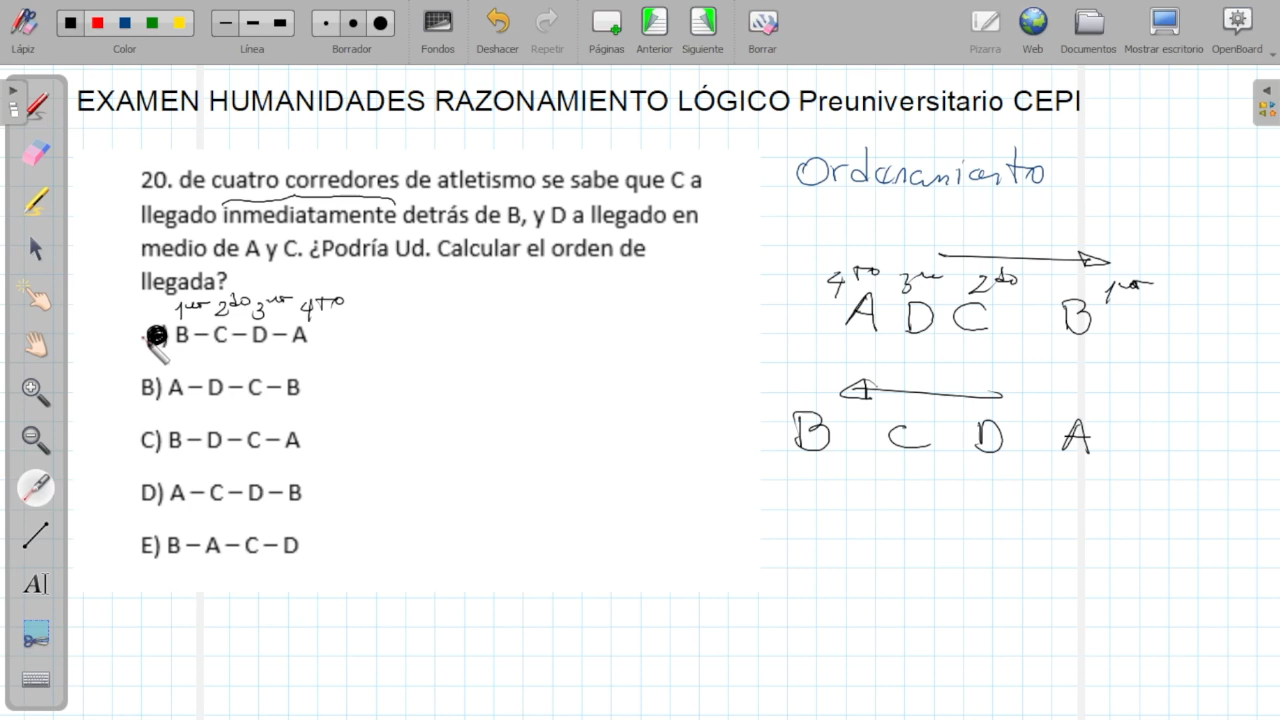 Lápiz Color Línea Borrador Fondos Deshacer Repetir Páginas Anterior Siguiente Borrar Pizarra Web Documentos Mostrar escritorio OpenBoard
EXAMEN HUMANIDADES RAZONAMIENTO LÓGICO Preuniversitario CEPI
20. de cuatro corredores de atletismo se sabe que C a
llegado inmediatamente detrás de B, y D a llegado en
medio de A y C. ¿Podría Ud. Calcular el orden de
llegada?
1ro 2do 3ro 4to
B – C – D – A
B) A – D – C – B
C) B – D – C – A
D) A – C – D – B
E) B – A – C – D
Ordenamiento
4to 3ro 2do 1ro
A D C B
B C D A
AI